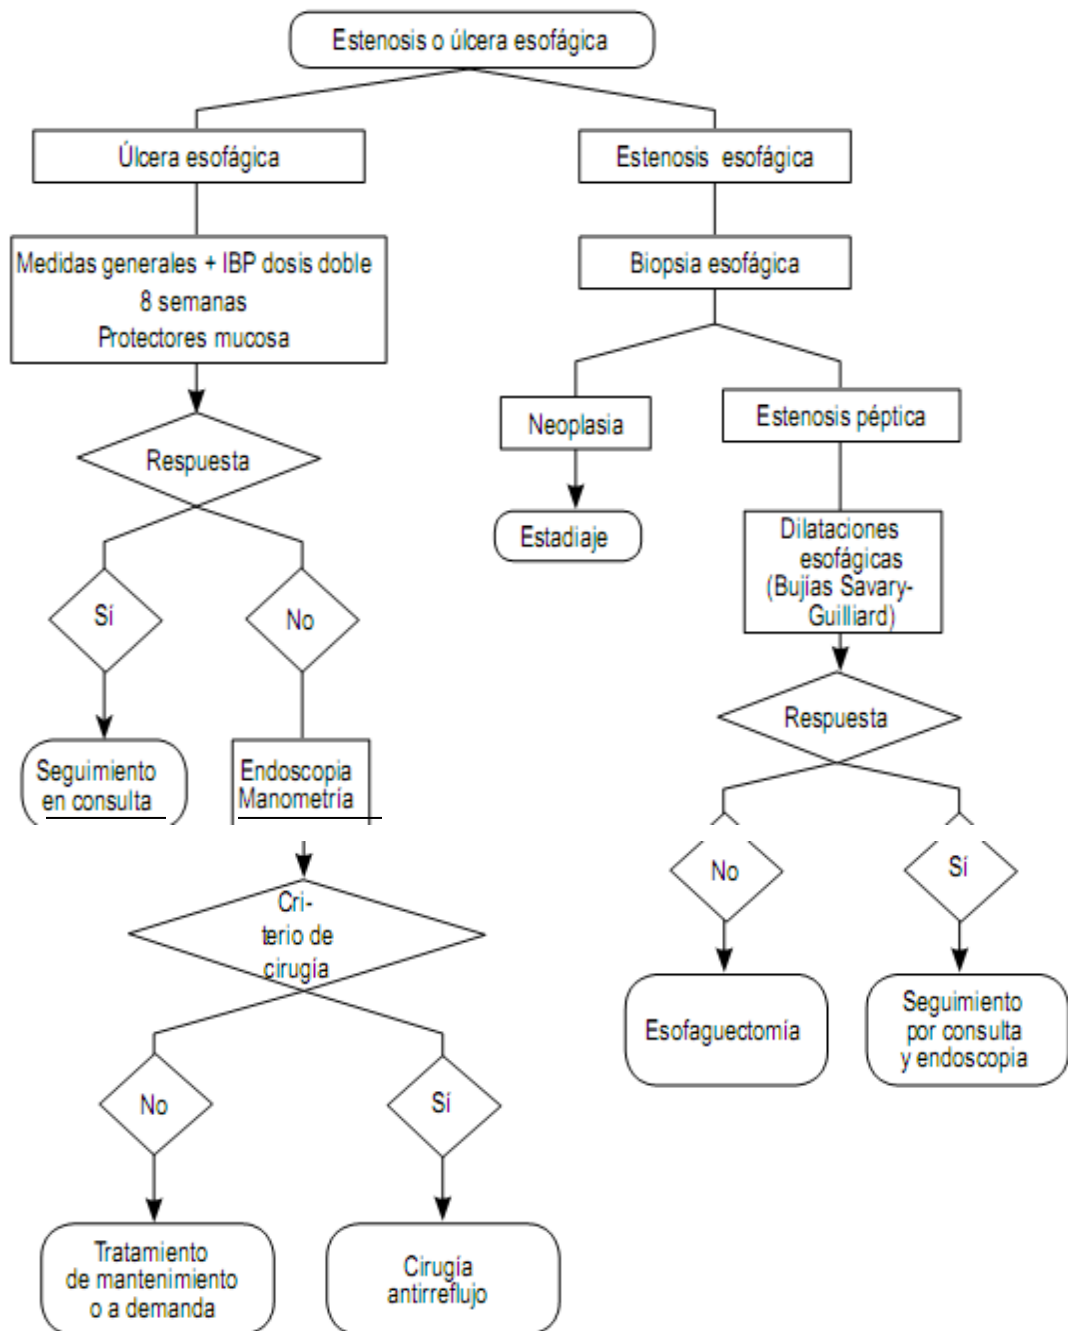 Estenosis o úlcera esofágica
Úlcera esofágica
Estenosis esofágica
Medidas generales + IBP dosis doble
8 semanas
Protectores mucosa
Biopsia esofágica
Neoplasia
Estenosis péptica
Respuesta
Estadiaje
Dilataciones
esofágicas
(Bujías Savary-
Guilliard)
Sí
No
Respuesta
Seguimiento
en consulta
Endoscopia
Manometría
No
Sí
Cri-
terio de
cirugía
Esofaguectomía
Seguimiento
por consulta
y endoscopia
No
Sí
Tratamiento
de mantenimiento
o a demanda
Cirugía
antirreflujo